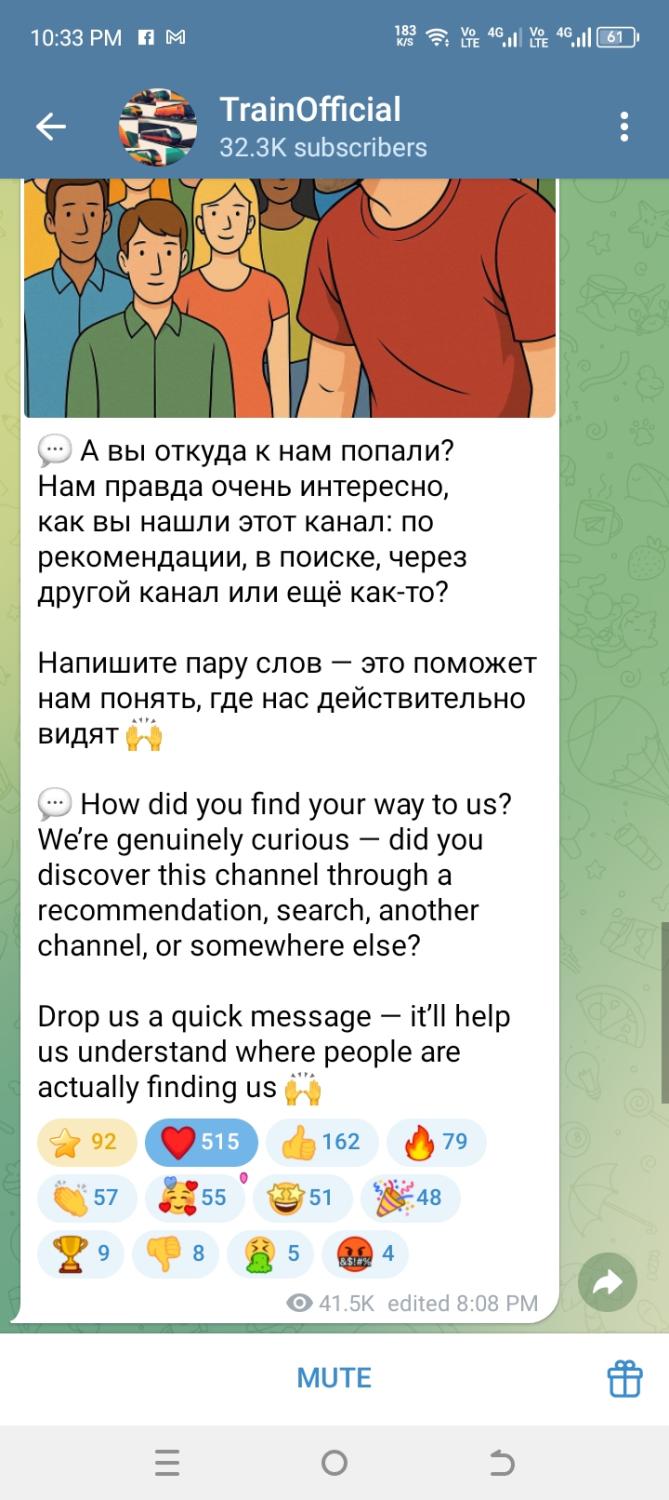 10:33 PM
183 K/S Vo LTE 4G Vo LTE 4G 61
TrainOfficial
32.3K subscribers
💬 А вы откуда к нам попали?
Нам правда очень интересно,
как вы нашли этот канал: по
рекомендации, в поиске, через
другой канал или ещё как-то?
Напишите пару слов — это поможет
нам понять, где нас действительно
видят 🙌
💬 How did you find your way to us?
We’re genuinely curious — did you
discover this channel through a
recommendation, search, another
channel, or somewhere else?
Drop us a quick message — it’ll help
us understand where people are
actually finding us 🙌
⭐ 92 ❤️ 515 👍 162 🔥 79
👏 57 🥰 55 🤩 51 🎉 48
🏆 9 👎 8 🤮 5 🤬 4
41.5K edited 8:08 PM
MUTE